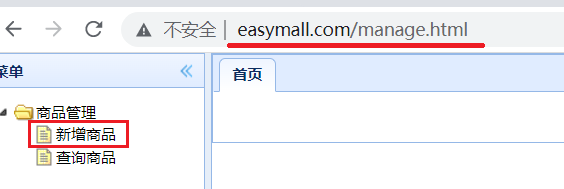 不安全 easymall.com/manage.html
菜单
首页
商品管理
新增商品
查询商品